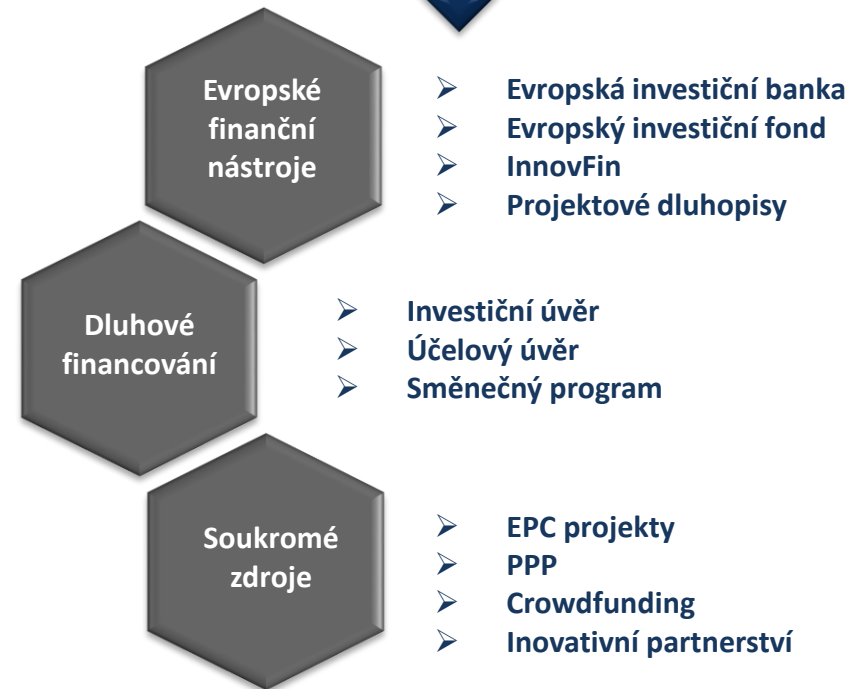 Evropské
finanční
nástroje
➢ Evropská investiční banka
➢ Evropský investiční fond
➢ InnovFin
➢ Projektové dluhopisy
Dluhové
financování
➢ Investiční úvěr
➢ Účelový úvěr
➢ Směnečný program
Soukromé
zdroje
➢ EPC projekty
➢ PPP
➢ Crowdfunding
➢ Inovativní partnerství